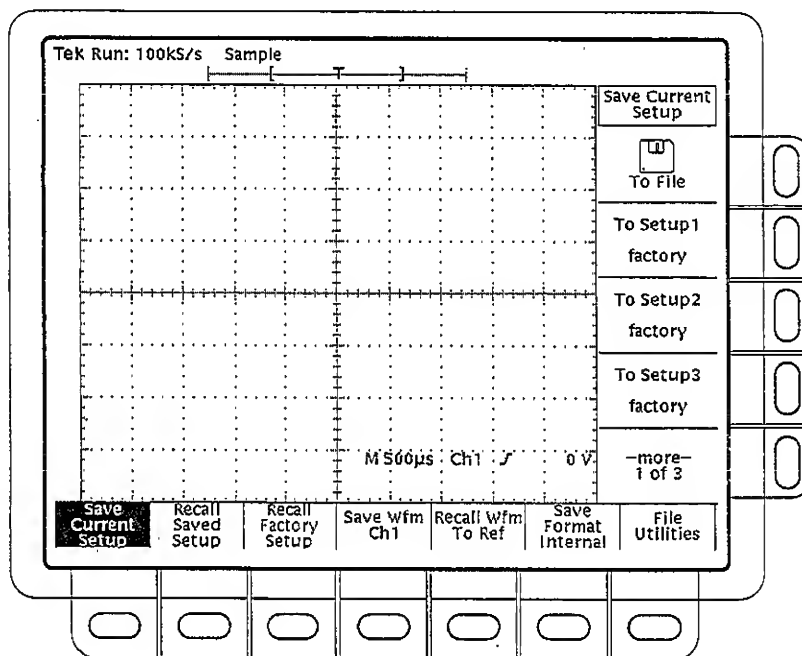 Tek Run: 100kS/s Sample
Save Current
Setup
To File
To Setup1
factory
To Setup2
factory
To Setup3
factory
M 500µs Ch1 0 V
–more–
1 of 3
Save
Current
Setup
Recall
Saved
Setup
Recall
Factory
Setup
Save Wfm
Ch1
Recall Wfm
To Ref
Save
Format
Internal
File
Utilities